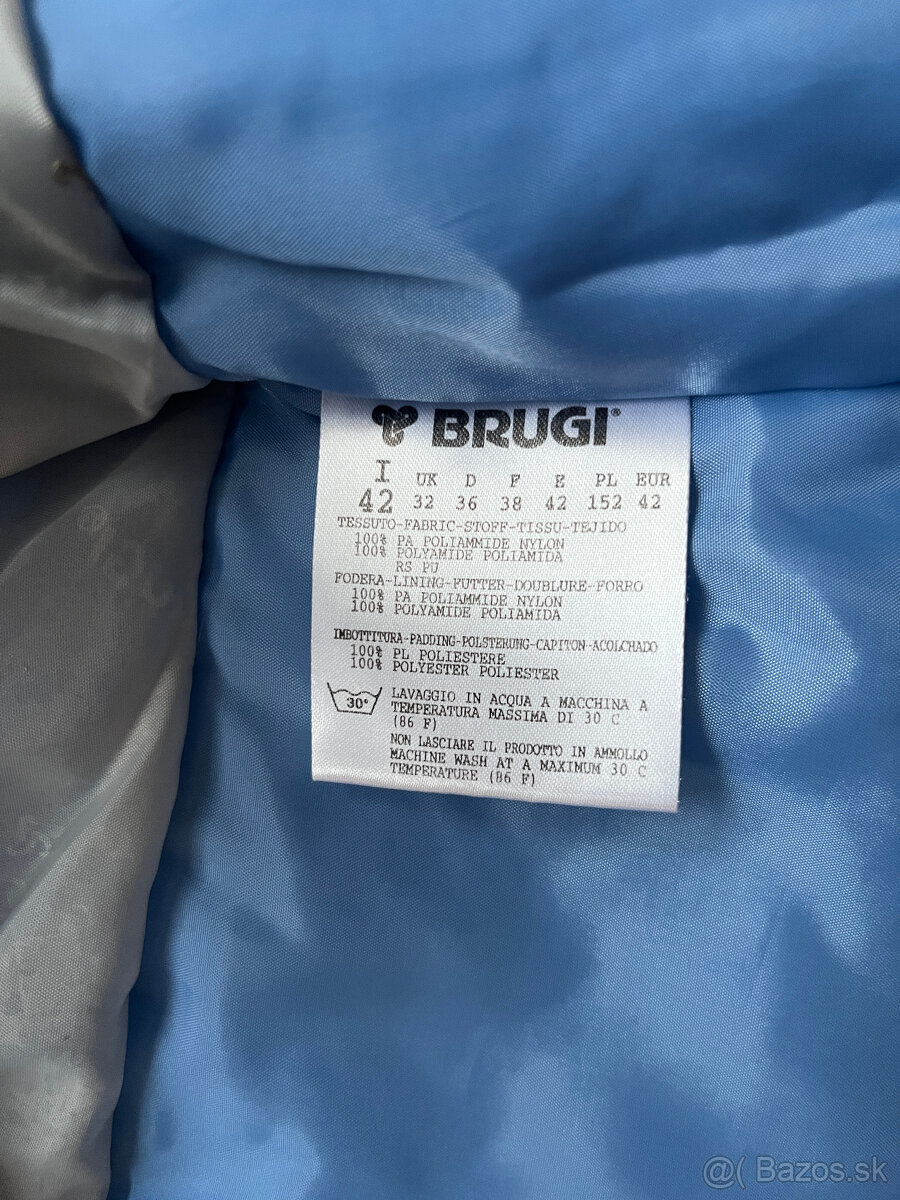 BRUGI®
I UK D F E PL EUR
42 32 36 38 42 152 42
TESSUTO-FABRIC-STOFF-TISSU-TEJIDO
100% PA POLIAMMIDE NYLON
100% POLYAMIDE POLIAMIDA
RS PU
FODERA-LINING-FUTTER-DOUBLURE-FORRO
100% PA POLIAMMIDE NYLON
100% POLYAMIDE POLIAMIDA
IMBOTTITURA-PADDING-POLSTERUNG-CAPITON-ACOLCHADO
100% PL POLIESTERE
100% POLYESTER POLIESTER
30°
LAVAGGIO IN ACQUA A MACCHINA A
TEMPERATURA MASSIMA DI 30 C
(86 F)
NON LASCIARE IL PRODOTTO IN AMMOLLO
MACHINE WASH AT A MAXIMUM 30 C
TEMPERATURE (86 F)
@( Bazos.sk